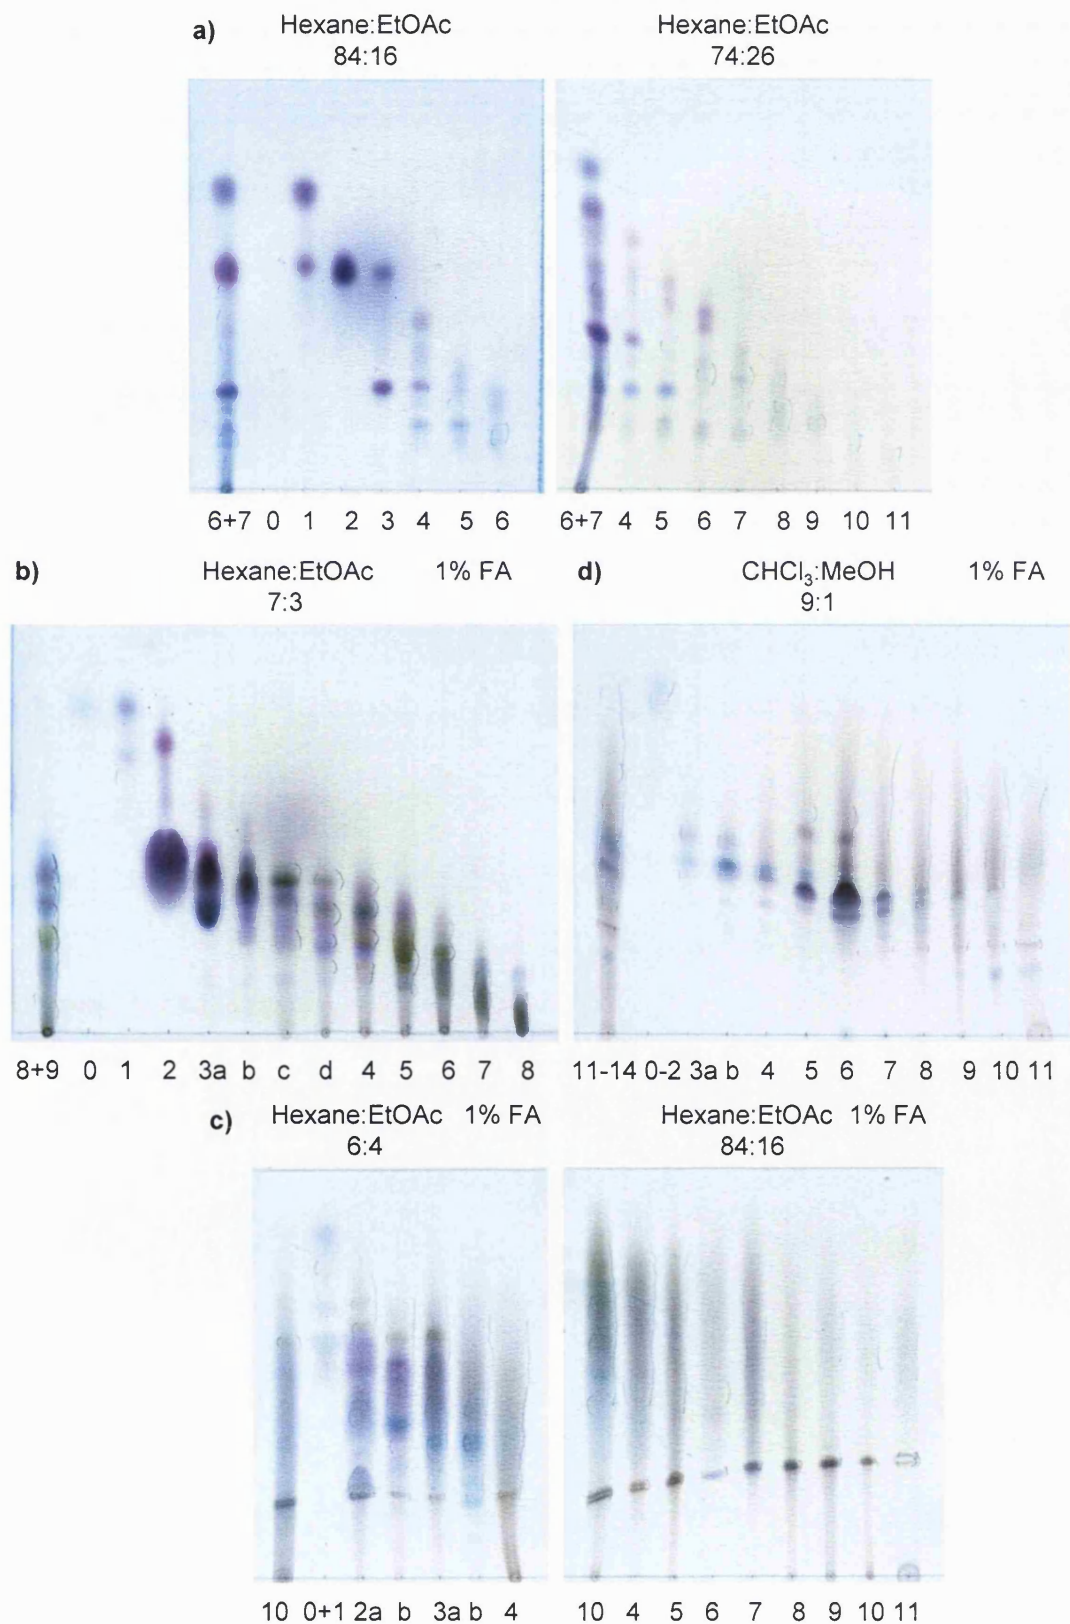 a)
Hexane:EtOAc
84:16
Hexane:EtOAc
74:26
6+7 0 1 2 3 4 5 6
6+7 4 5 6 7 8 9 10 11
b)
Hexane:EtOAc 1% FA
7:3
d)
CHCl₃:MeOH 1% FA
9:1
8+9 0 1 2 3a b c d 4 5 6 7 8
11-14 0-2 3a b 4 5 6 7 8 9 10 11
c)
Hexane:EtOAc 1% FA
6:4
Hexane:EtOAc 1% FA
84:16
10 0+1 2a b 3a b 4
10 4 5 6 7 8 9 10 11